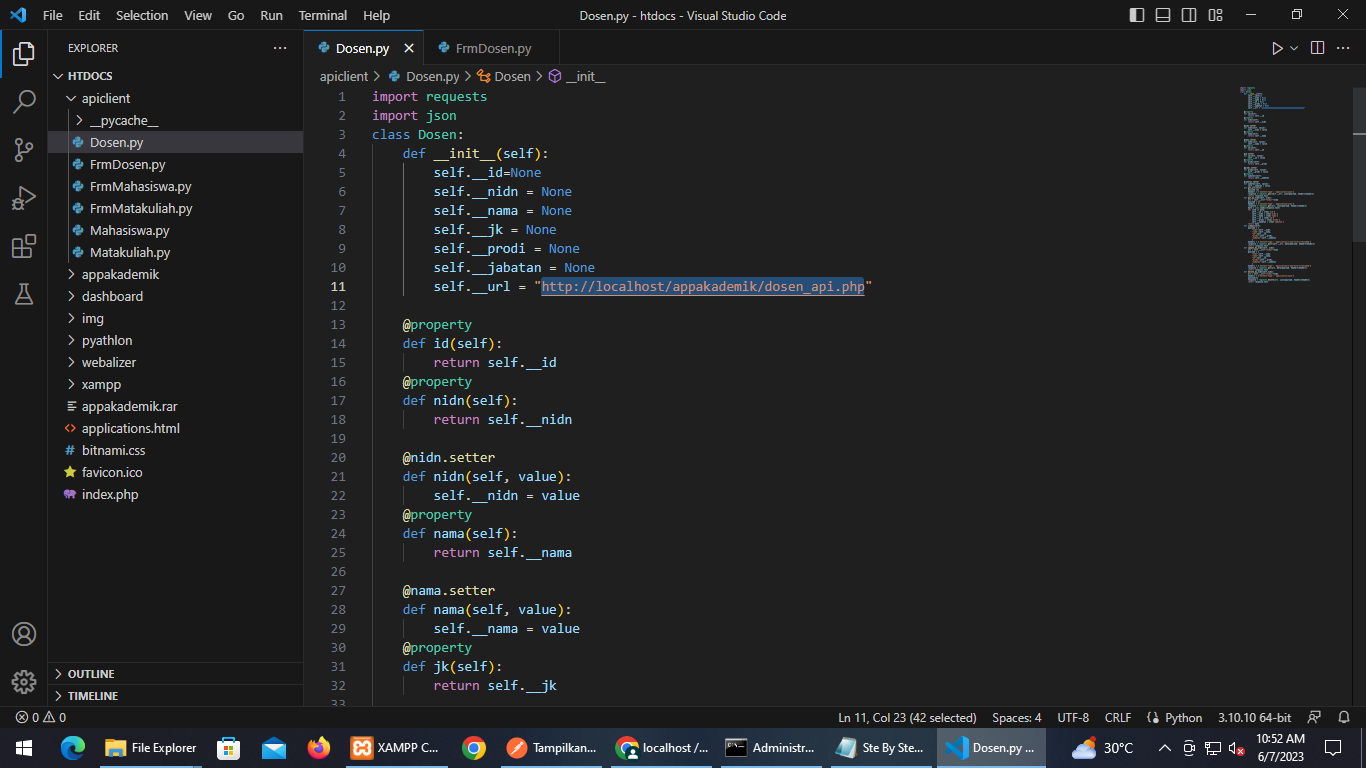 File Edit Selection View Go Run Terminal Help
Dosen.py - htdocs - Visual Studio Code
EXPLORER
HTDOCS
apiclient
__pycache__
Dosen.py
FrmDosen.py
FrmMahasiswa.py
FrmMatakuliah.py
Mahasiswa.py
Matakuliah.py
appakademik
dashboard
img
pyathlon
webalizer
xampp
appakademik.rar
applications.html
bitnami.css
favicon.ico
index.php
OUTLINE
TIMELINE
Dosen.py FrmDosen.py
apiclient > Dosen.py > Dosen > __init__
1 import requests
2 import json
3 class Dosen:
4 def __init__(self):
5 self.__id=None
6 self.__nidn = None
7 self.__nama = None
8 self.__jk = None
9 self.__prodi = None
10 self.__jabatan = None
11 self.__url = "http://localhost/appakademik/dosen_api.php"
12
13 @property
14 def id(self):
15 return self.__id
16 @property
17 def nidn(self):
18 return self.__nidn
19
20 @nidn.setter
21 def nidn(self, value):
22 self.__nidn = value
23 @property
24 def nama(self):
25 return self.__nama
26
27 @nama.setter
28 def nama(self, value):
29 self.__nama = value
30 @property
31 def jk(self):
32 return self.__jk
33
0 0 Ln 11, Col 23 (42 selected) Spaces: 4 UTF-8 CRLF Python 3.10.10 64-bit
File Explorer XAMPP C... Tampilkan... localhost /... Administr... Ste By Ste... Dosen.py ... 30°C
10:52 AM
6/7/2023